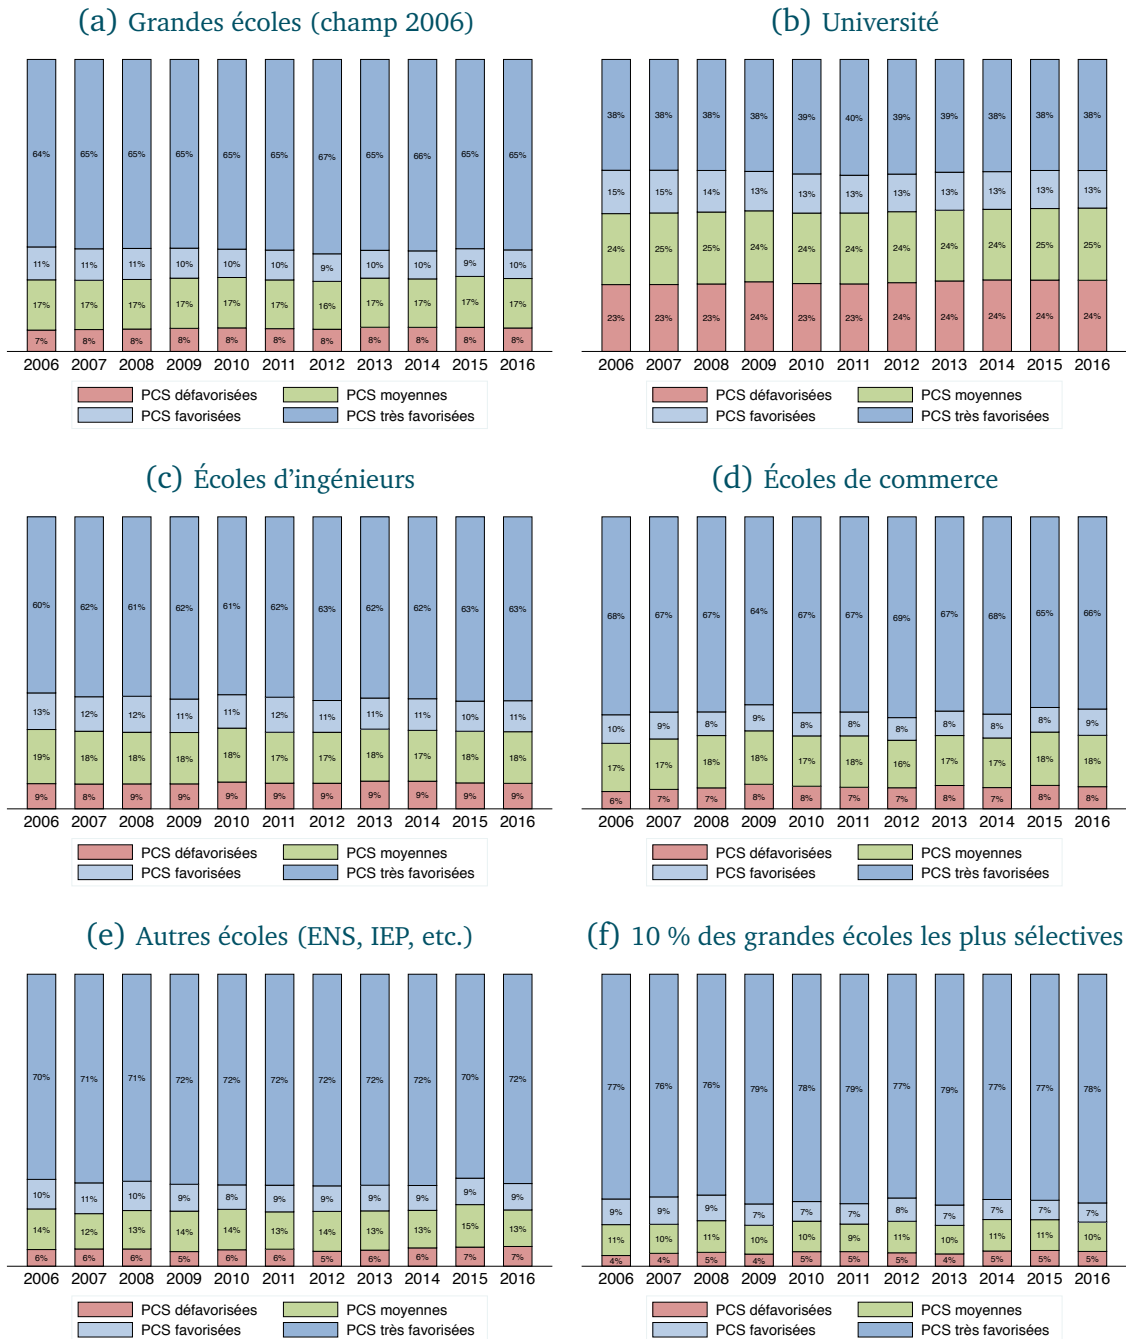 (a) Grandes écoles (champ 2006)
64% 65% 65% 65% 65% 65% 67% 65% 66% 65% 65%
11% 11% 11% 10% 10% 10% 9% 10% 10% 9% 10%
17% 17% 17% 17% 17% 17% 16% 17% 17% 17% 17%
7% 8% 8% 8% 8% 8% 8% 8% 8% 8% 8%
2006 2007 2008 2009 2010 2011 2012 2013 2014 2015 2016
PCS défavorisées PCS moyennes
PCS favorisées PCS très favorisées
(b) Université
38% 38% 38% 38% 39% 40% 39% 39% 38% 38% 38%
15% 15% 14% 13% 13% 13% 13% 13% 13% 13% 13%
24% 25% 25% 24% 24% 24% 24% 24% 24% 25% 25%
23% 23% 23% 24% 23% 23% 24% 24% 24% 24% 24%
2006 2007 2008 2009 2010 2011 2012 2013 2014 2015 2016
PCS défavorisées PCS moyennes
PCS favorisées PCS très favorisées
(c) Écoles d'ingénieurs
60% 62% 61% 62% 61% 62% 63% 62% 62% 63% 63%
13% 12% 12% 11% 11% 12% 11% 11% 11% 10% 11%
19% 18% 18% 18% 18% 17% 17% 18% 17% 18% 18%
9% 8% 9% 9% 9% 9% 9% 9% 9% 9% 9%
2006 2007 2008 2009 2010 2011 2012 2013 2014 2015 2016
PCS défavorisées PCS moyennes
PCS favorisées PCS très favorisées
(d) Écoles de commerce
68% 67% 67% 64% 67% 67% 69% 67% 68% 65% 66%
10% 9% 8% 9% 8% 8% 8% 8% 8% 8% 9%
17% 17% 18% 18% 17% 18% 16% 17% 17% 18% 18%
6% 7% 7% 8% 8% 7% 7% 8% 7% 8% 8%
2006 2007 2008 2009 2010 2011 2012 2013 2014 2015 2016
PCS défavorisées PCS moyennes
PCS favorisées PCS très favorisées
(e) Autres écoles (ENS, IEP, etc.)
70% 71% 71% 72% 72% 72% 72% 72% 72% 70% 72%
10% 11% 10% 9% 8% 9% 9% 9% 9% 9% 9%
14% 12% 13% 14% 14% 13% 14% 13% 13% 15% 13%
6% 6% 6% 5% 6% 6% 5% 6% 6% 7% 7%
2006 2007 2008 2009 2010 2011 2012 2013 2014 2015 2016
PCS défavorisées PCS moyennes
PCS favorisées PCS très favorisées
(f) 10 % des grandes écoles les plus sélectives
77% 76% 76% 79% 78% 79% 77% 79% 77% 77% 78%
9% 9% 9% 7% 7% 7% 8% 7% 7% 7% 7%
11% 10% 11% 10% 10% 9% 11% 10% 11% 11% 10%
4% 4% 5% 4% 5% 5% 5% 4% 5% 5% 5%
2006 2007 2008 2009 2010 2011 2012 2013 2014 2015 2016
PCS défavorisées PCS moyennes
PCS favorisées PCS très favorisées